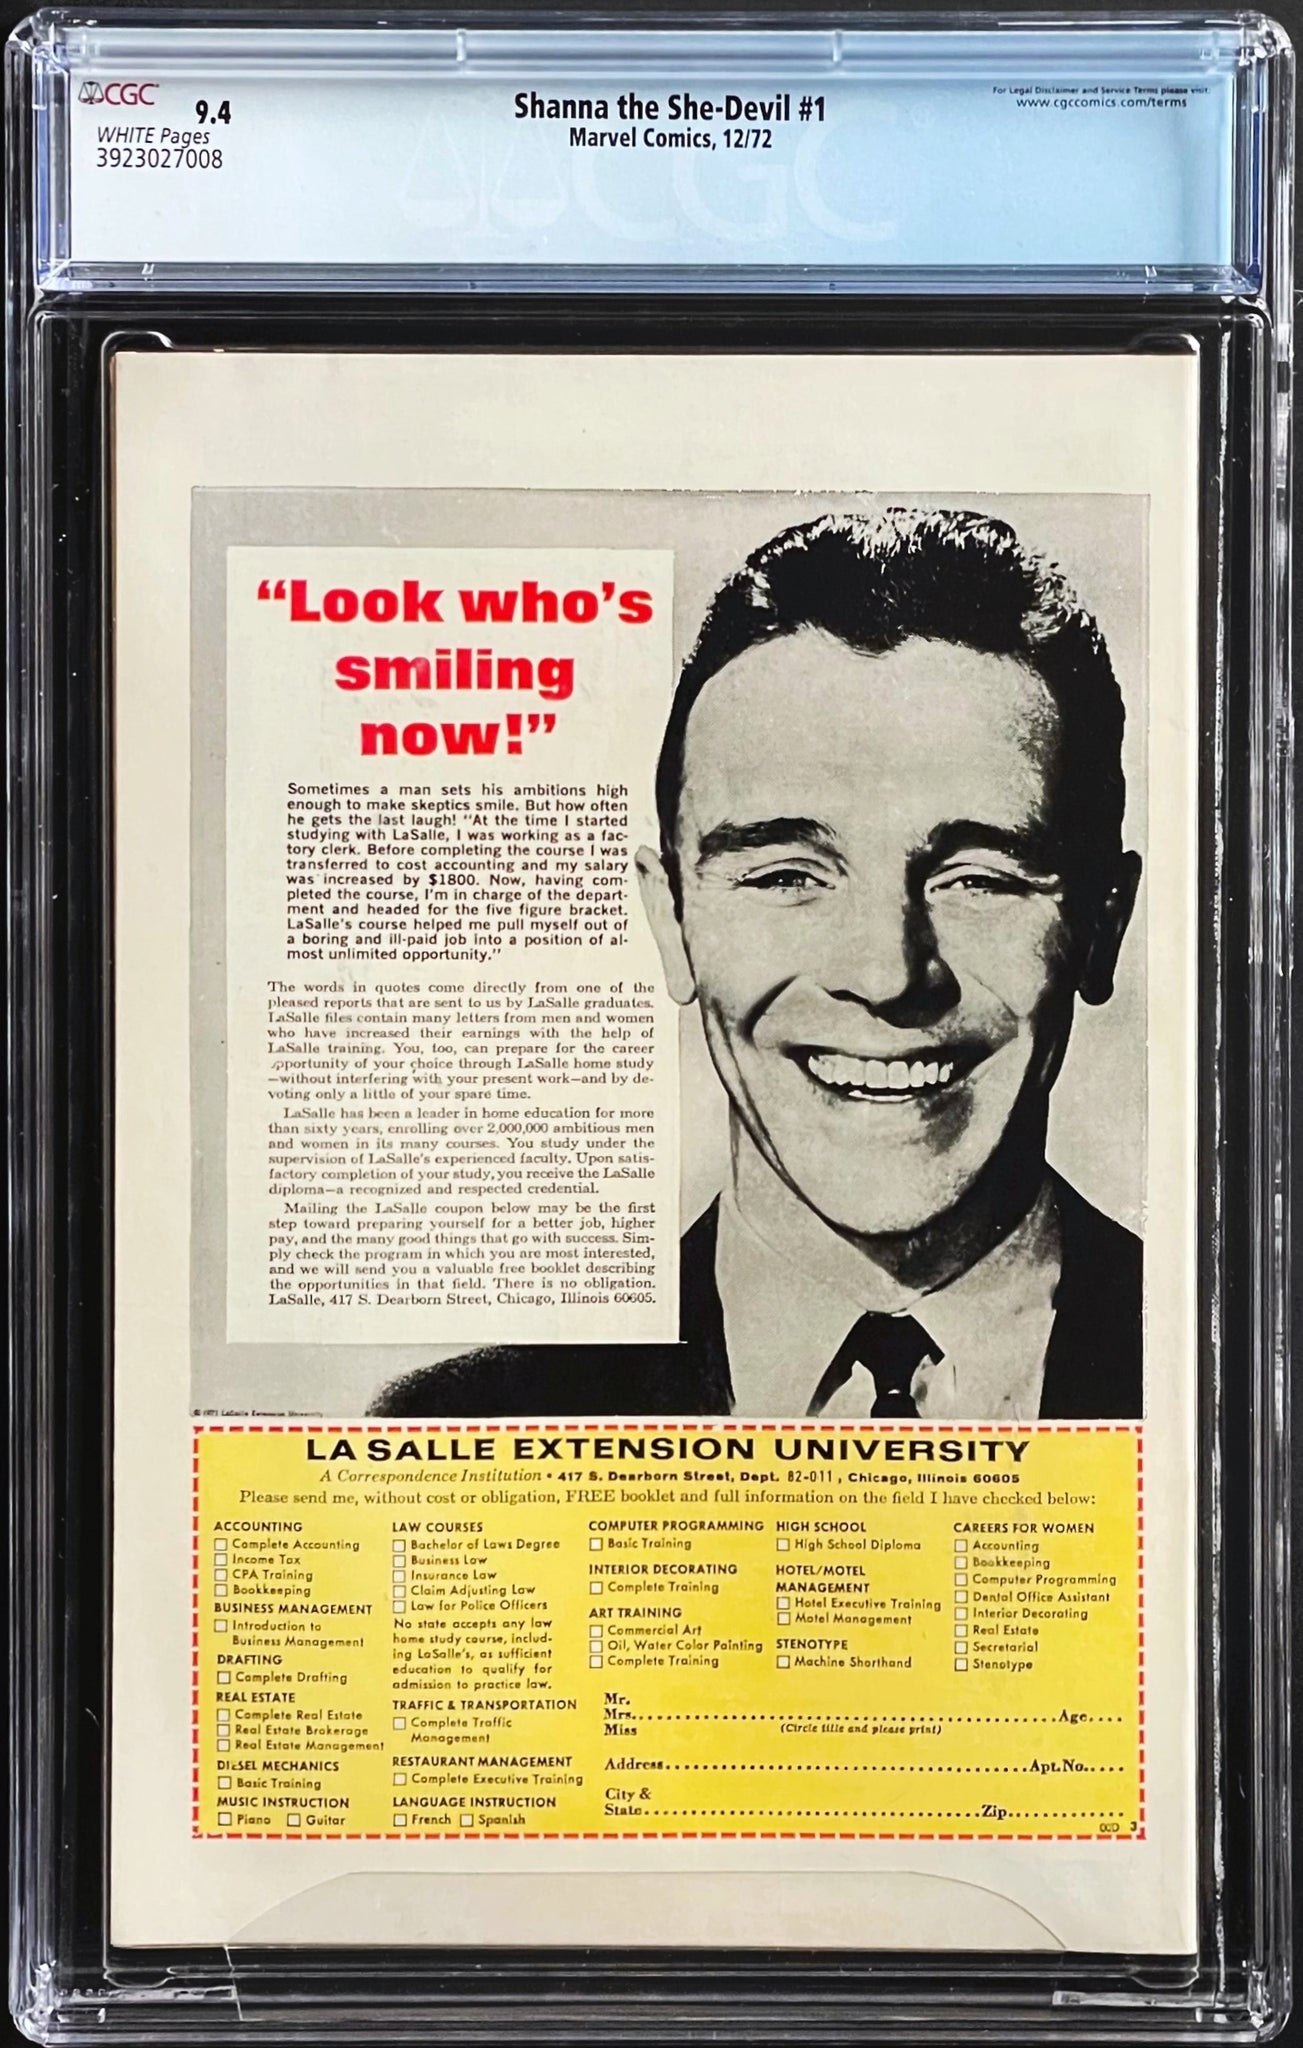 CGC
9.4
WHITE Pages
3923027008
Shanna the She-Devil #1
Marvel Comics, 12/72
For Legal Disclaimer and Service Terms please visit:
www.cgccomics.com/terms
CGC
“Look who’s
smiling
now!”
Sometimes a man sets his ambitions high
enough to make skeptics smile. But how often
he gets the last laugh! "At the time I started
studying with LaSalle, I was working as a fac-
tory clerk. Before completing the course I was
transferred to cost accounting and my salary
was increased by $1800. Now, having com-
pleted the course, I'm in charge of the depart-
ment and headed for the five figure bracket.
LaSalle's course helped me pull myself out of
a boring and ill-paid job into a position of al-
most unlimited opportunity."
The words in quotes come directly from one of the
pleased reports that are sent to us by LaSalle graduates.
LaSalle files contain many letters from men and women
who have increased their earnings with the help of
LaSalle training. You, too, can prepare for the career
opportunity of your choice through LaSalle home study
—without interfering with your present work—and by de-
voting only a little of your spare time.
LaSalle has been a leader in home education for more
than sixty years, enrolling over 2,000,000 ambitious men
and women in its many courses. You study under the
supervision of LaSalle's experienced faculty. Upon satis-
factory completion of your study, you receive the LaSalle
diploma—a recognized and respected credential.
Mailing the LaSalle coupon below may be the first
step toward preparing yourself for a better job, higher
pay, and the many good things that go with success. Sim-
ply check the program in which you are most interested,
and we will send you a valuable free booklet describing
the opportunities in that field. There is no obligation.
LaSalle, 417 S. Dearborn Street, Chicago, Illinois 60605.
LaSalle Extension University
LA SALLE EXTENSION UNIVERSITY
A Correspondence Institution • 417 S. Dearborn Street, Dept. 82-011, Chicago, Illinois 60605
Please send me, without cost or obligation, FREE booklet and full information on the field I have checked below:
ACCOUNTING
Complete Accounting
Income Tax
CPA Training
Bookkeeping
BUSINESS MANAGEMENT
Introduction to
Business Management
DRAFTING
Complete Drafting
REAL ESTATE
Complete Real Estate
Real Estate Brokerage
Real Estate Management
DIESEL MECHANICS
Basic Training
MUSIC INSTRUCTION
Piano Guitar
LAW COURSES
Bachelor of Laws Degree
Business Law
Insurance Law
Claim Adjusting Law
Law for Police Officers
No state accepts any law
home study course, includ-
ing LaSalle's, as sufficient
education to qualify for
admission to practice law.
TRAFFIC & TRANSPORTATION
Complete Traffic
Management
RESTAURANT MANAGEMENT
Complete Executive Training
LANGUAGE INSTRUCTION
French Spanish
COMPUTER PROGRAMMING
Basic Training
INTERIOR DECORATING
Complete Training
ART TRAINING
Commercial Art
Oil, Water Color Painting
Complete Training
HIGH SCHOOL
High School Diploma
HOTEL/MOTEL
MANAGEMENT
Hotel Executive Training
Motel Management
STENOTYPE
Machine Shorthand
CAREERS FOR WOMEN
Accounting
Bookkeeping
Computer Programming
Dental Office Assistant
Interior Decorating
Real Estate
Secretarial
Stenotype
Mr.
Mrs. Age
Miss (Circle title and please print)
Address Apt.No.
City &
State Zip
3